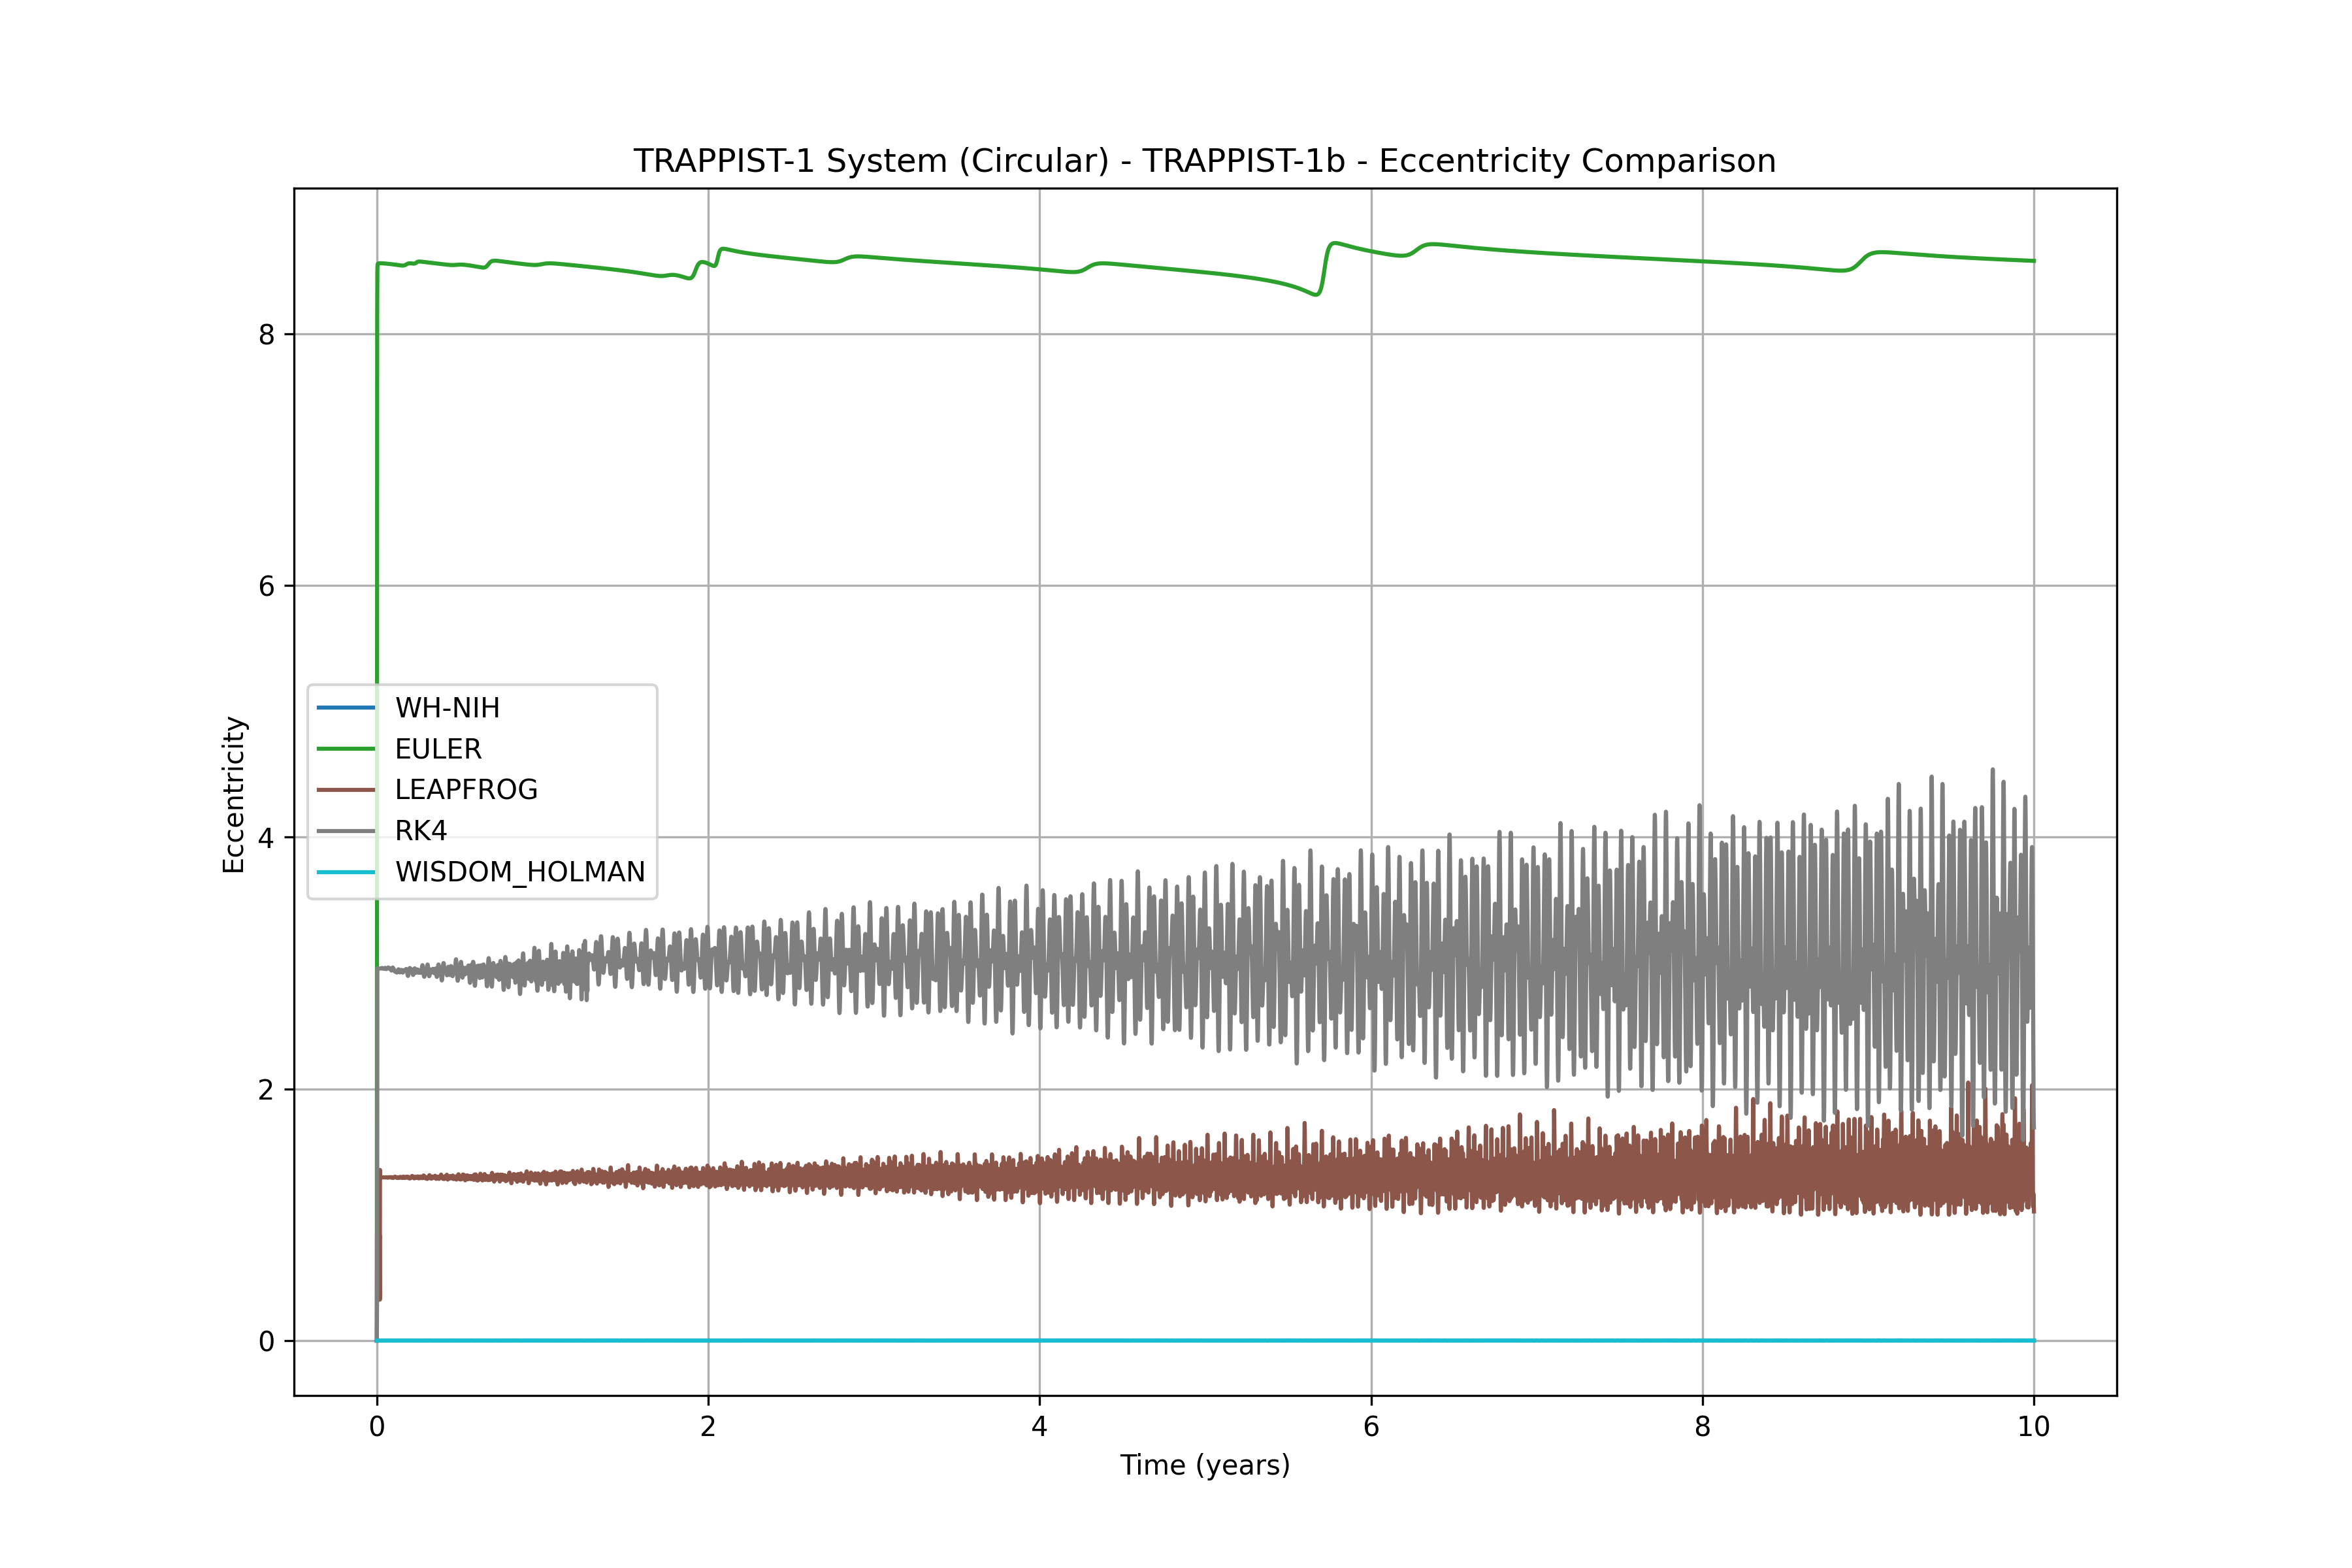 TRAPPIST-1 System (Circular) - TRAPPIST-1b - Eccentricity Comparison
Eccentricity
8
6
4
2
0
WH-NIH
EULER
LEAPFROG
RK4
WISDOM_HOLMAN
0 2 4 6 8 10
Time (years)